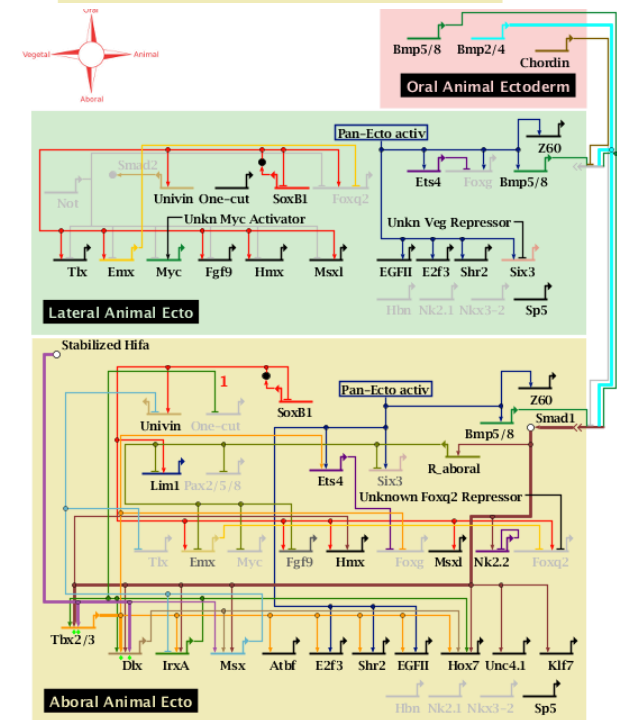 Oral
Vegetal Animal
Aboral
Bmp5/8 Bmp2/4
Chordin
Oral Animal Ectoderm
Pan-Ecto activ
Z60
Smad2
Not Univin One-cut SoxB1 Foxq2
Ets4 Foxg Bmp5/8
Unkn Myc Activator Unkn Veg Repressor
Tlx Emx Myc Fgf9 Hmx Msxl EGFII E2f3 Shr2 Six3
Hbn Nk2.1 Nkx3-2 Sp5
Lateral Animal Ecto
Stabilized Hifa
1
Pan-Ecto activ
Z60
Univin One-cut SoxB1 Bmp5/8 Smad1
Lim1 Pax2/5/8 Ets4 Six3 R_aboral
Unknown Foxq2 Repressor
Tlx Emx Myc Fgf9 Hmx Foxg Msxl Nk2.2 Foxq2
Tbx2/3
Dlx IrxA Msx Atbf E2f3 Shr2 EGFII Hox7 Unc4.1 Klf7
Hbn Nk2.1 Nkx3-2 Sp5
Aboral Animal Ecto